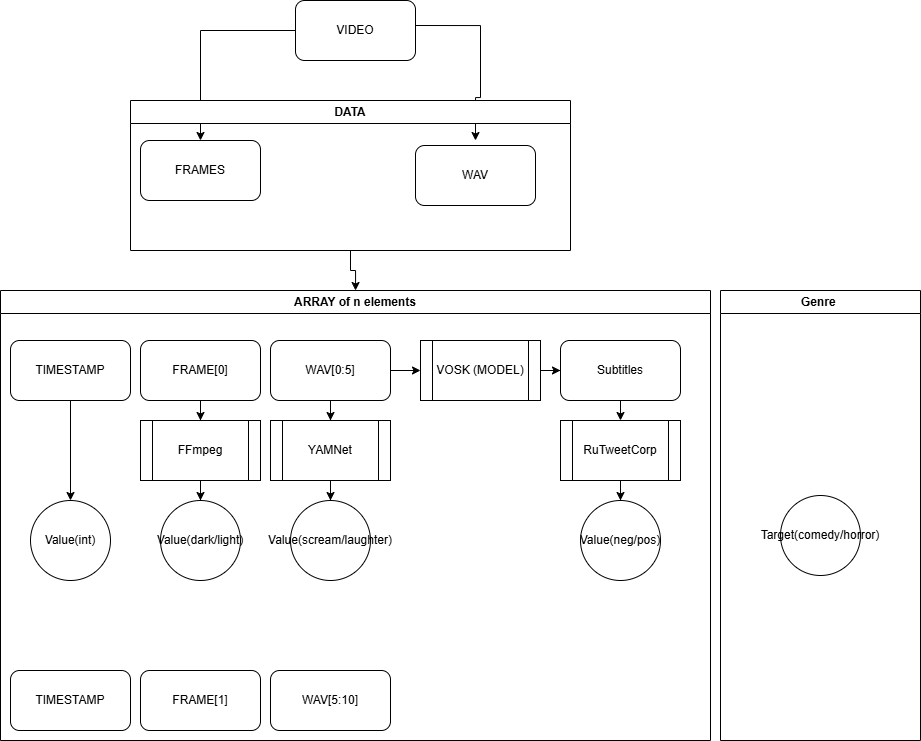 VIDEO
DATA
FRAMES
WAV
ARRAY of n elements
Genre
TIMESTAMP
FRAME[0]
WAV[0:5]
VOSK (MODEL)
Subtitles
FFmpeg
YAMNet
RuTweetCorp
Value(int)
Value(dark/light)
Value(scream/laughter)
Value(neg/pos)
Target(comedy/horror)
TIMESTAMP
FRAME[1]
WAV[5:10]